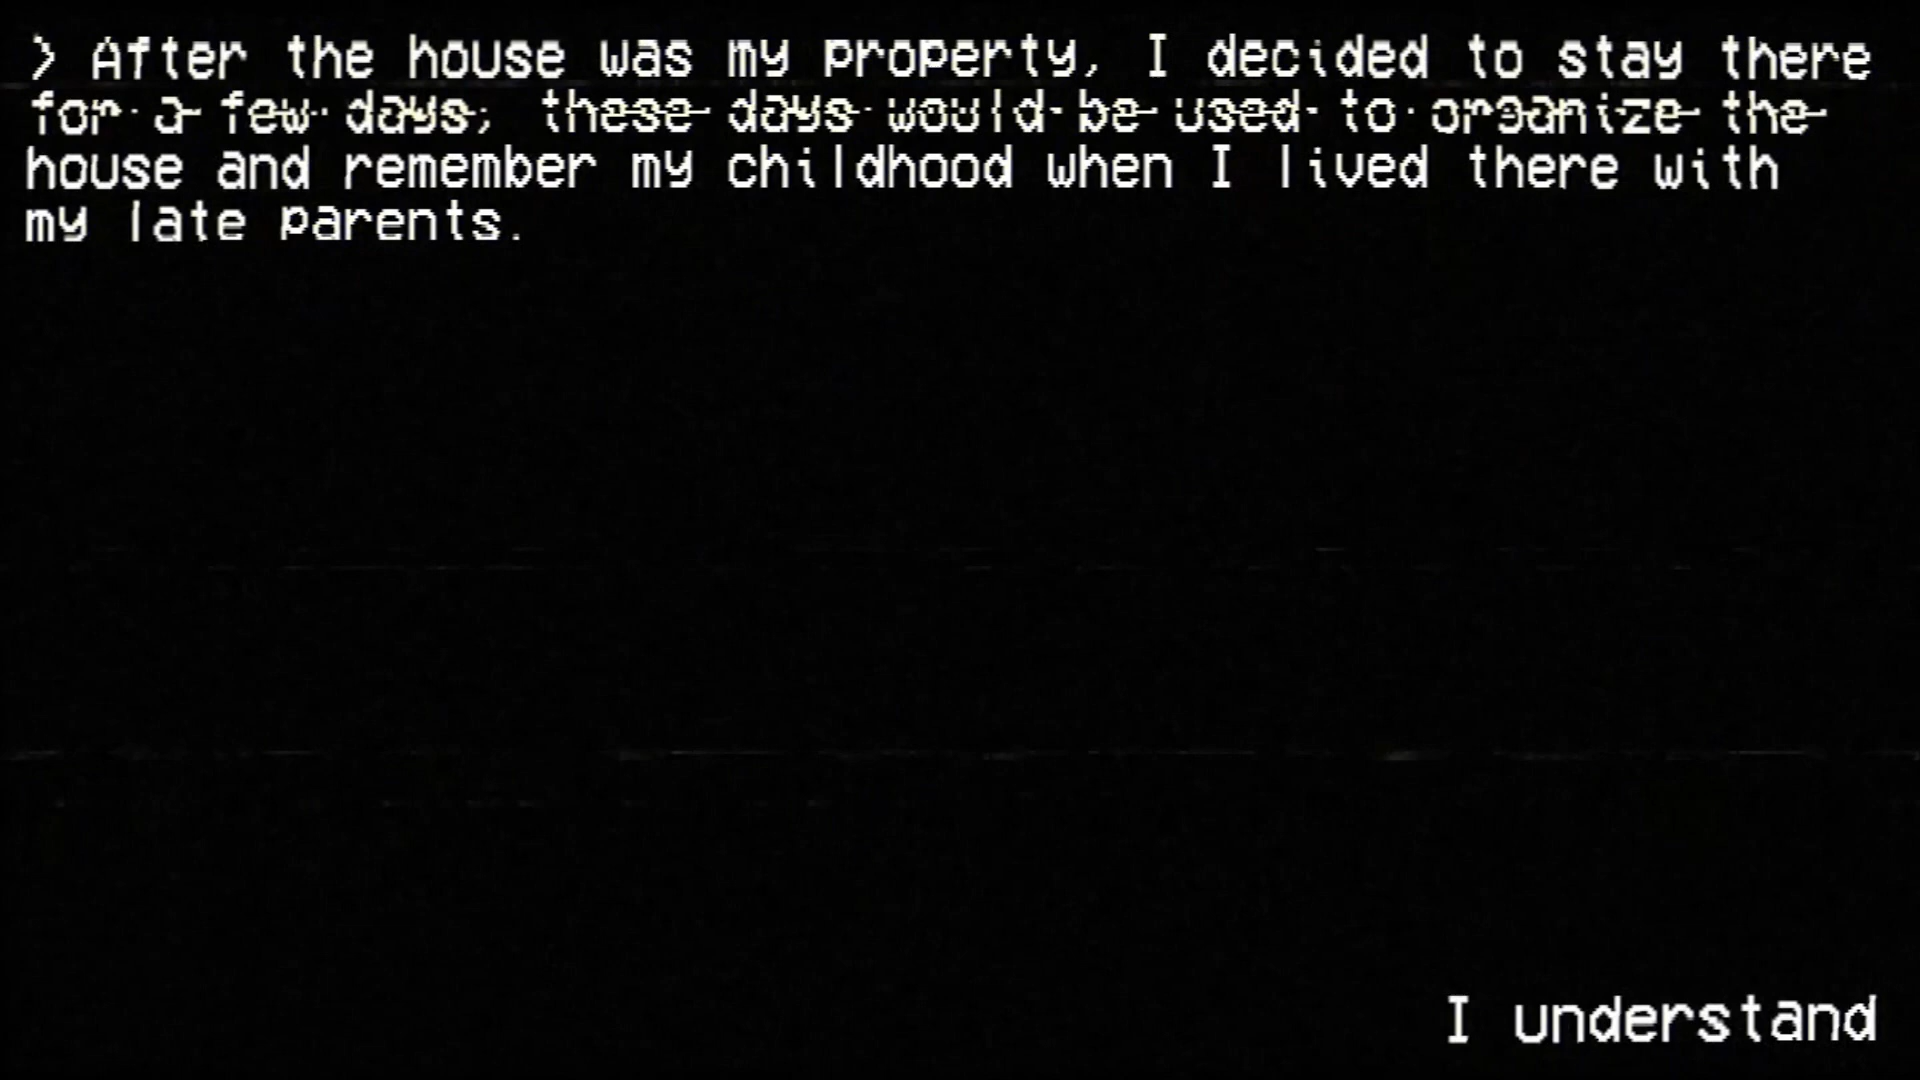 > After the house was my property, I decided to stay there
for a few days, these days would be used to organize the
house and remember my childhood when I lived there with
my late parents.
I understand